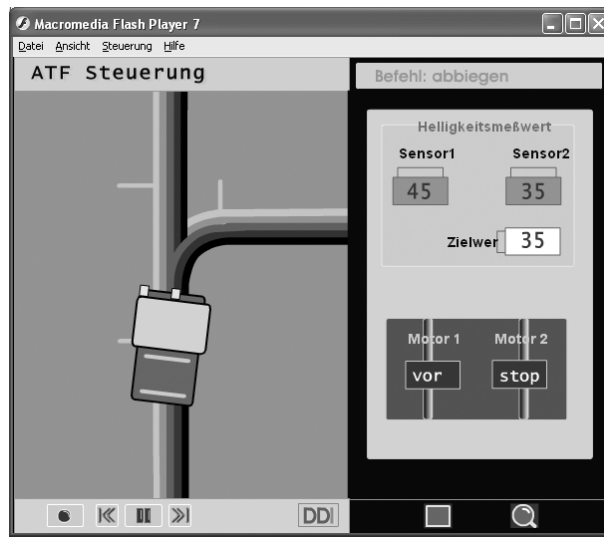 Macromedia Flash Player 7
Datei Ansicht Steuerung Hilfe
ATF Steuerung
Befehl: abbiegen
Helligkeitsmeßwert
Sensor1 Sensor2
45 35
Zielwer 35
Motor 1 Motor 2
vor stop
DD